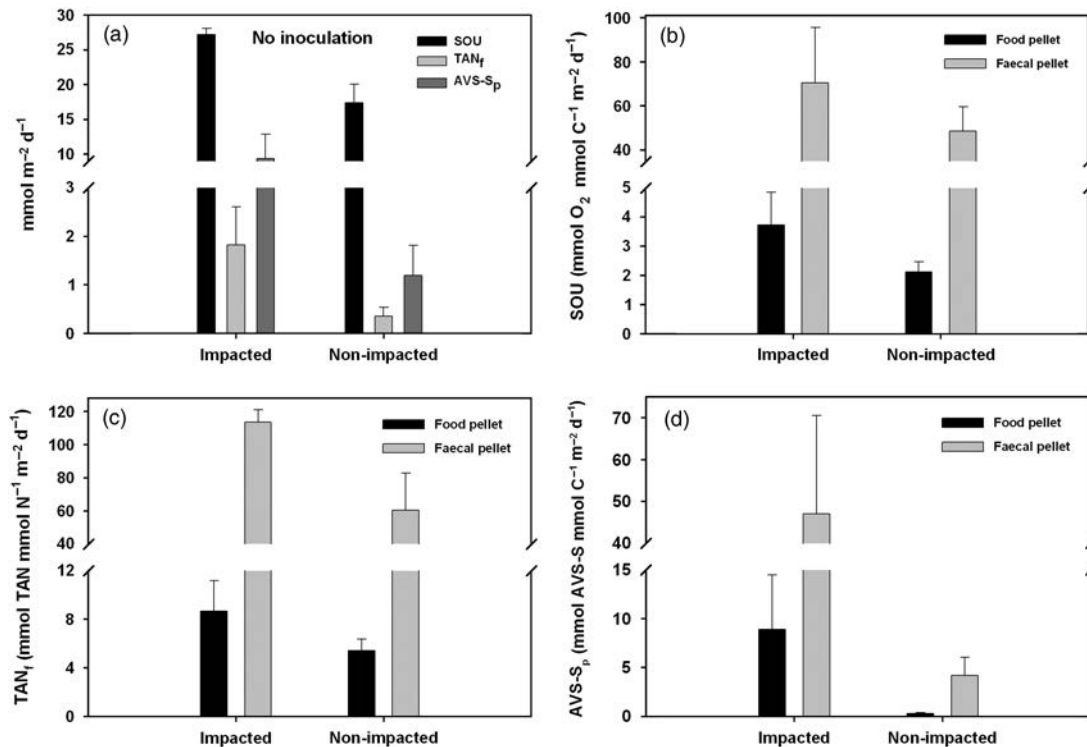 (a)
No inoculation
SOU
TANf
AVS-Sp
mmol m⁻² d⁻¹
30
25
20
15
10
3
2
1
0
Impacted Non-impacted
(b)
Food pellet
Faecal pellet
SOU (mmol O₂ mmol C⁻¹ m⁻² d⁻¹)
100
80
60
40
5
4
3
2
1
0
Impacted Non-impacted
(c)
Food pellet
Faecal pellet
TANf (mmol TAN mmol N⁻¹ m⁻² d⁻¹)
120
100
80
60
40
12
8
4
0
Impacted Non-impacted
(d)
Food pellet
Faecal pellet
AVS-Sp (mmol AVS-S mmol C⁻¹ m⁻² d⁻¹)
70
60
50
40
15
10
5
0
Impacted Non-impacted